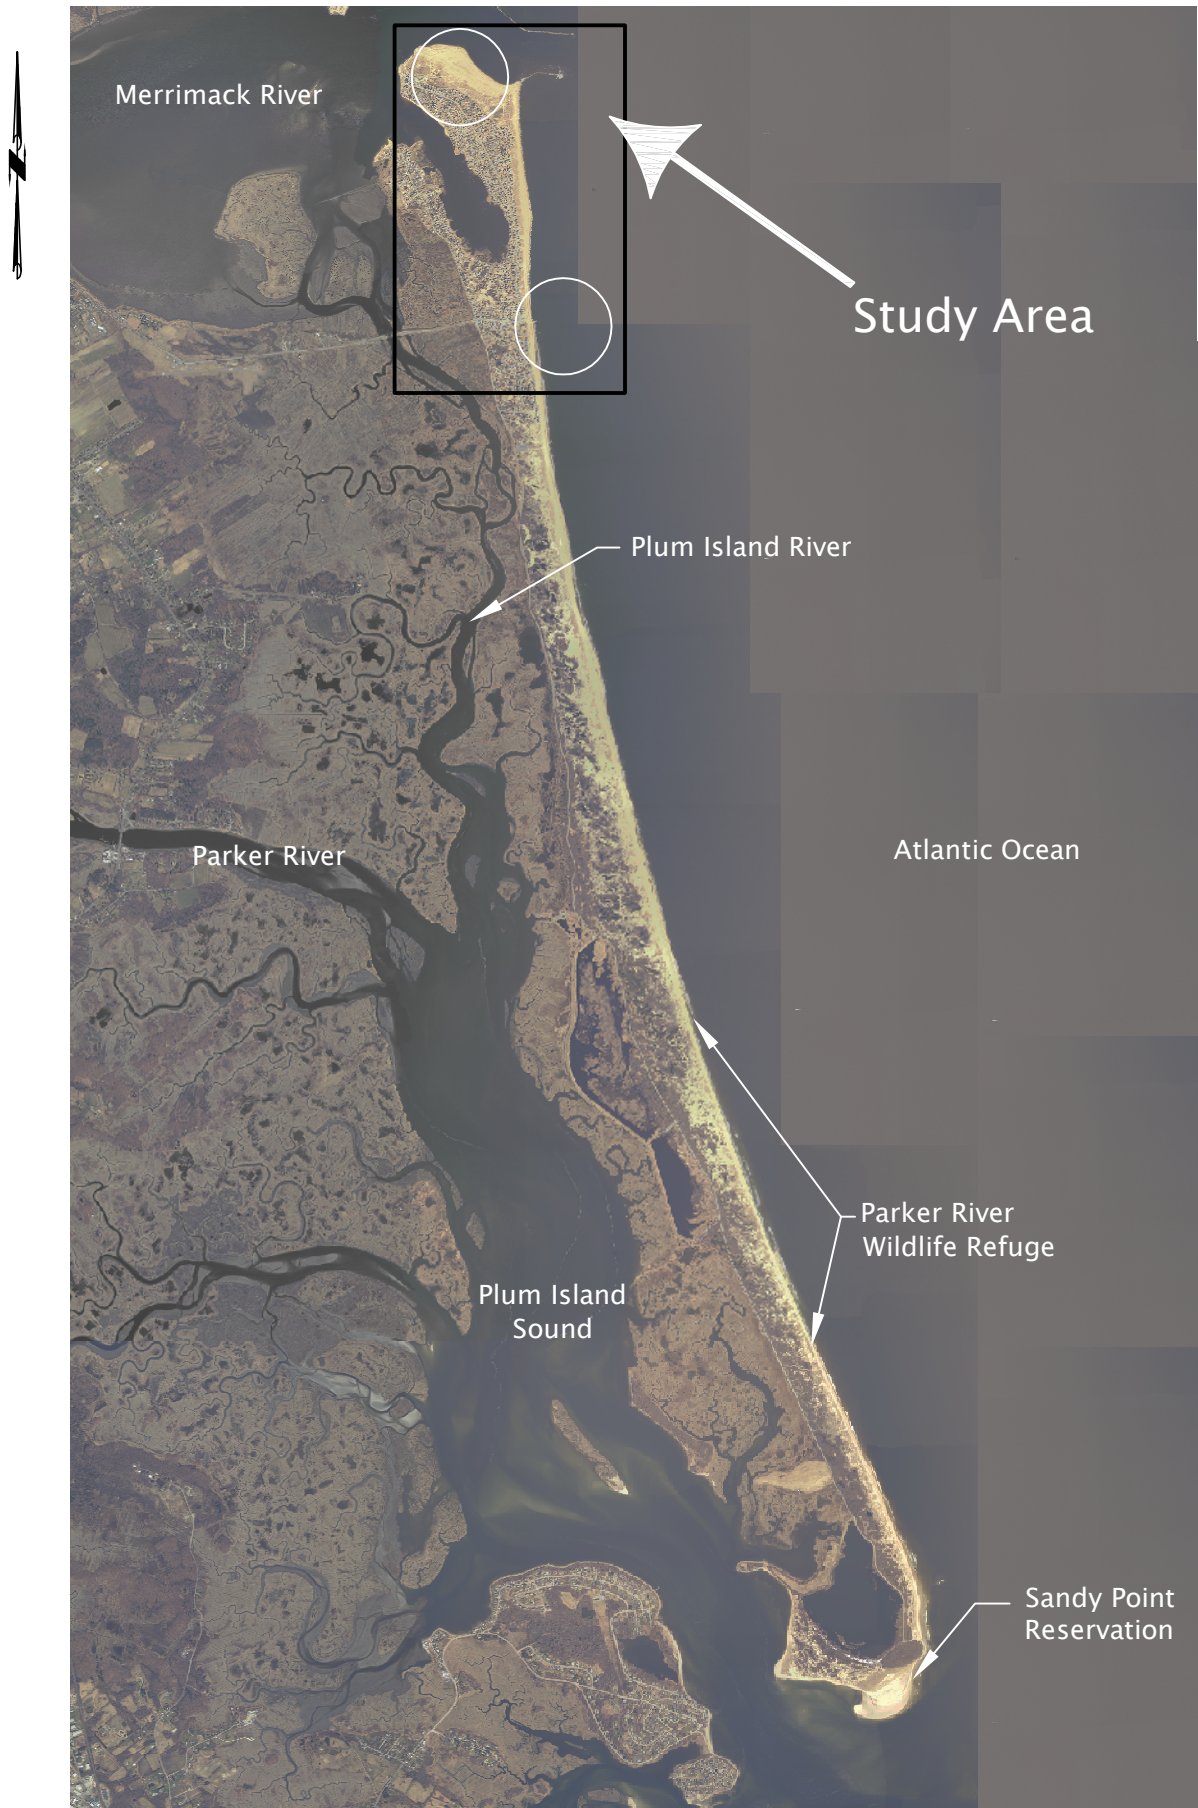 Merrimack River
Study Area
Plum Island River
Parker River
Atlantic Ocean
Parker River
Wildlife Refuge
Plum Island
Sound
Sandy Point
Reservation